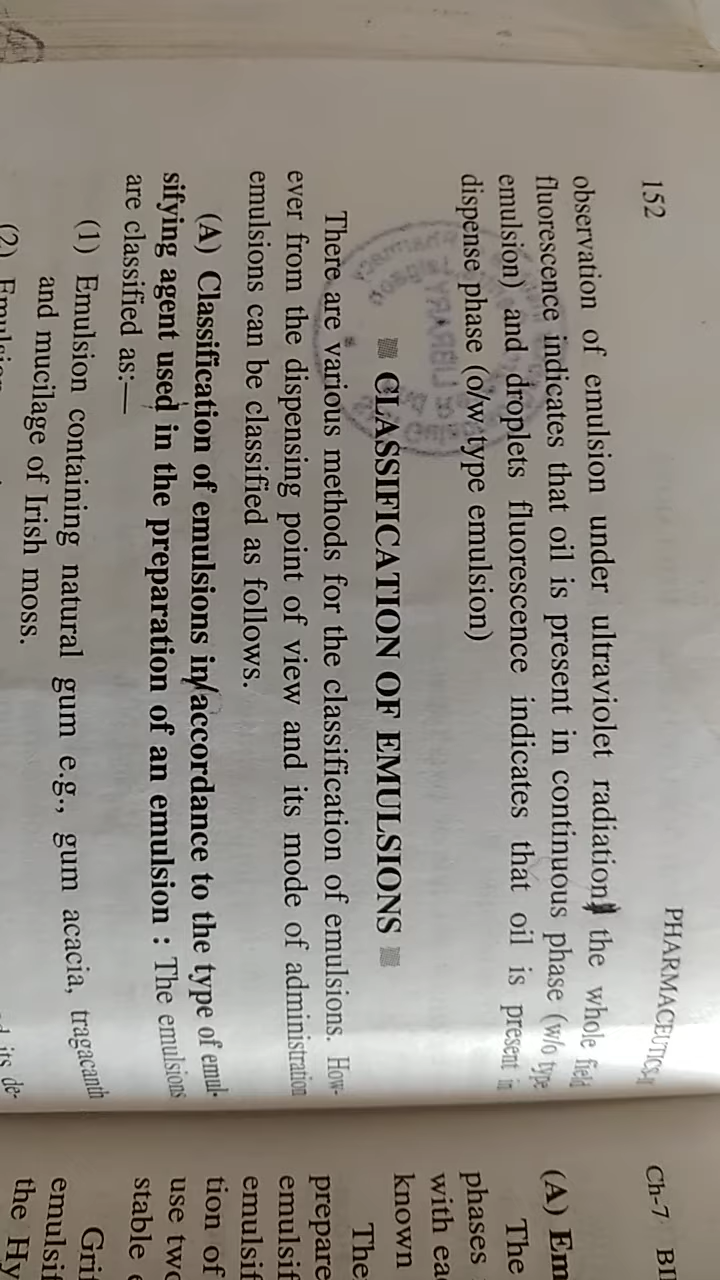 152
PHARMACEUTICS-II
observation of emulsion under ultraviolet radiation the whole field
fluorescence indicates that oil is present in continuous phase (w/o type
emulsion) and droplets fluorescence indicates that oil is present in
dispense phase (o/w type emulsion)
CLASSIFICATION OF EMULSIONS
There are various methods for the classification of emulsions. How-
ever from the dispensing point of view and its mode of administration
emulsions can be classified as follows.
(A) Classification of emulsions in accordance to the type of emul-
sifying agent used in the preparation of an emulsion : The emulsions
are classified as:—
(1) Emulsion containing natural gum e.g., gum acacia, tragacanth
and mucilage of Irish moss.
(2) Emulsion
its de-
Ch-7
(A) Em
The
phases
with ea
known
The
prepare
emulsif
emulsif
tion of
use two
stable
Gri
emulsif
the Hy